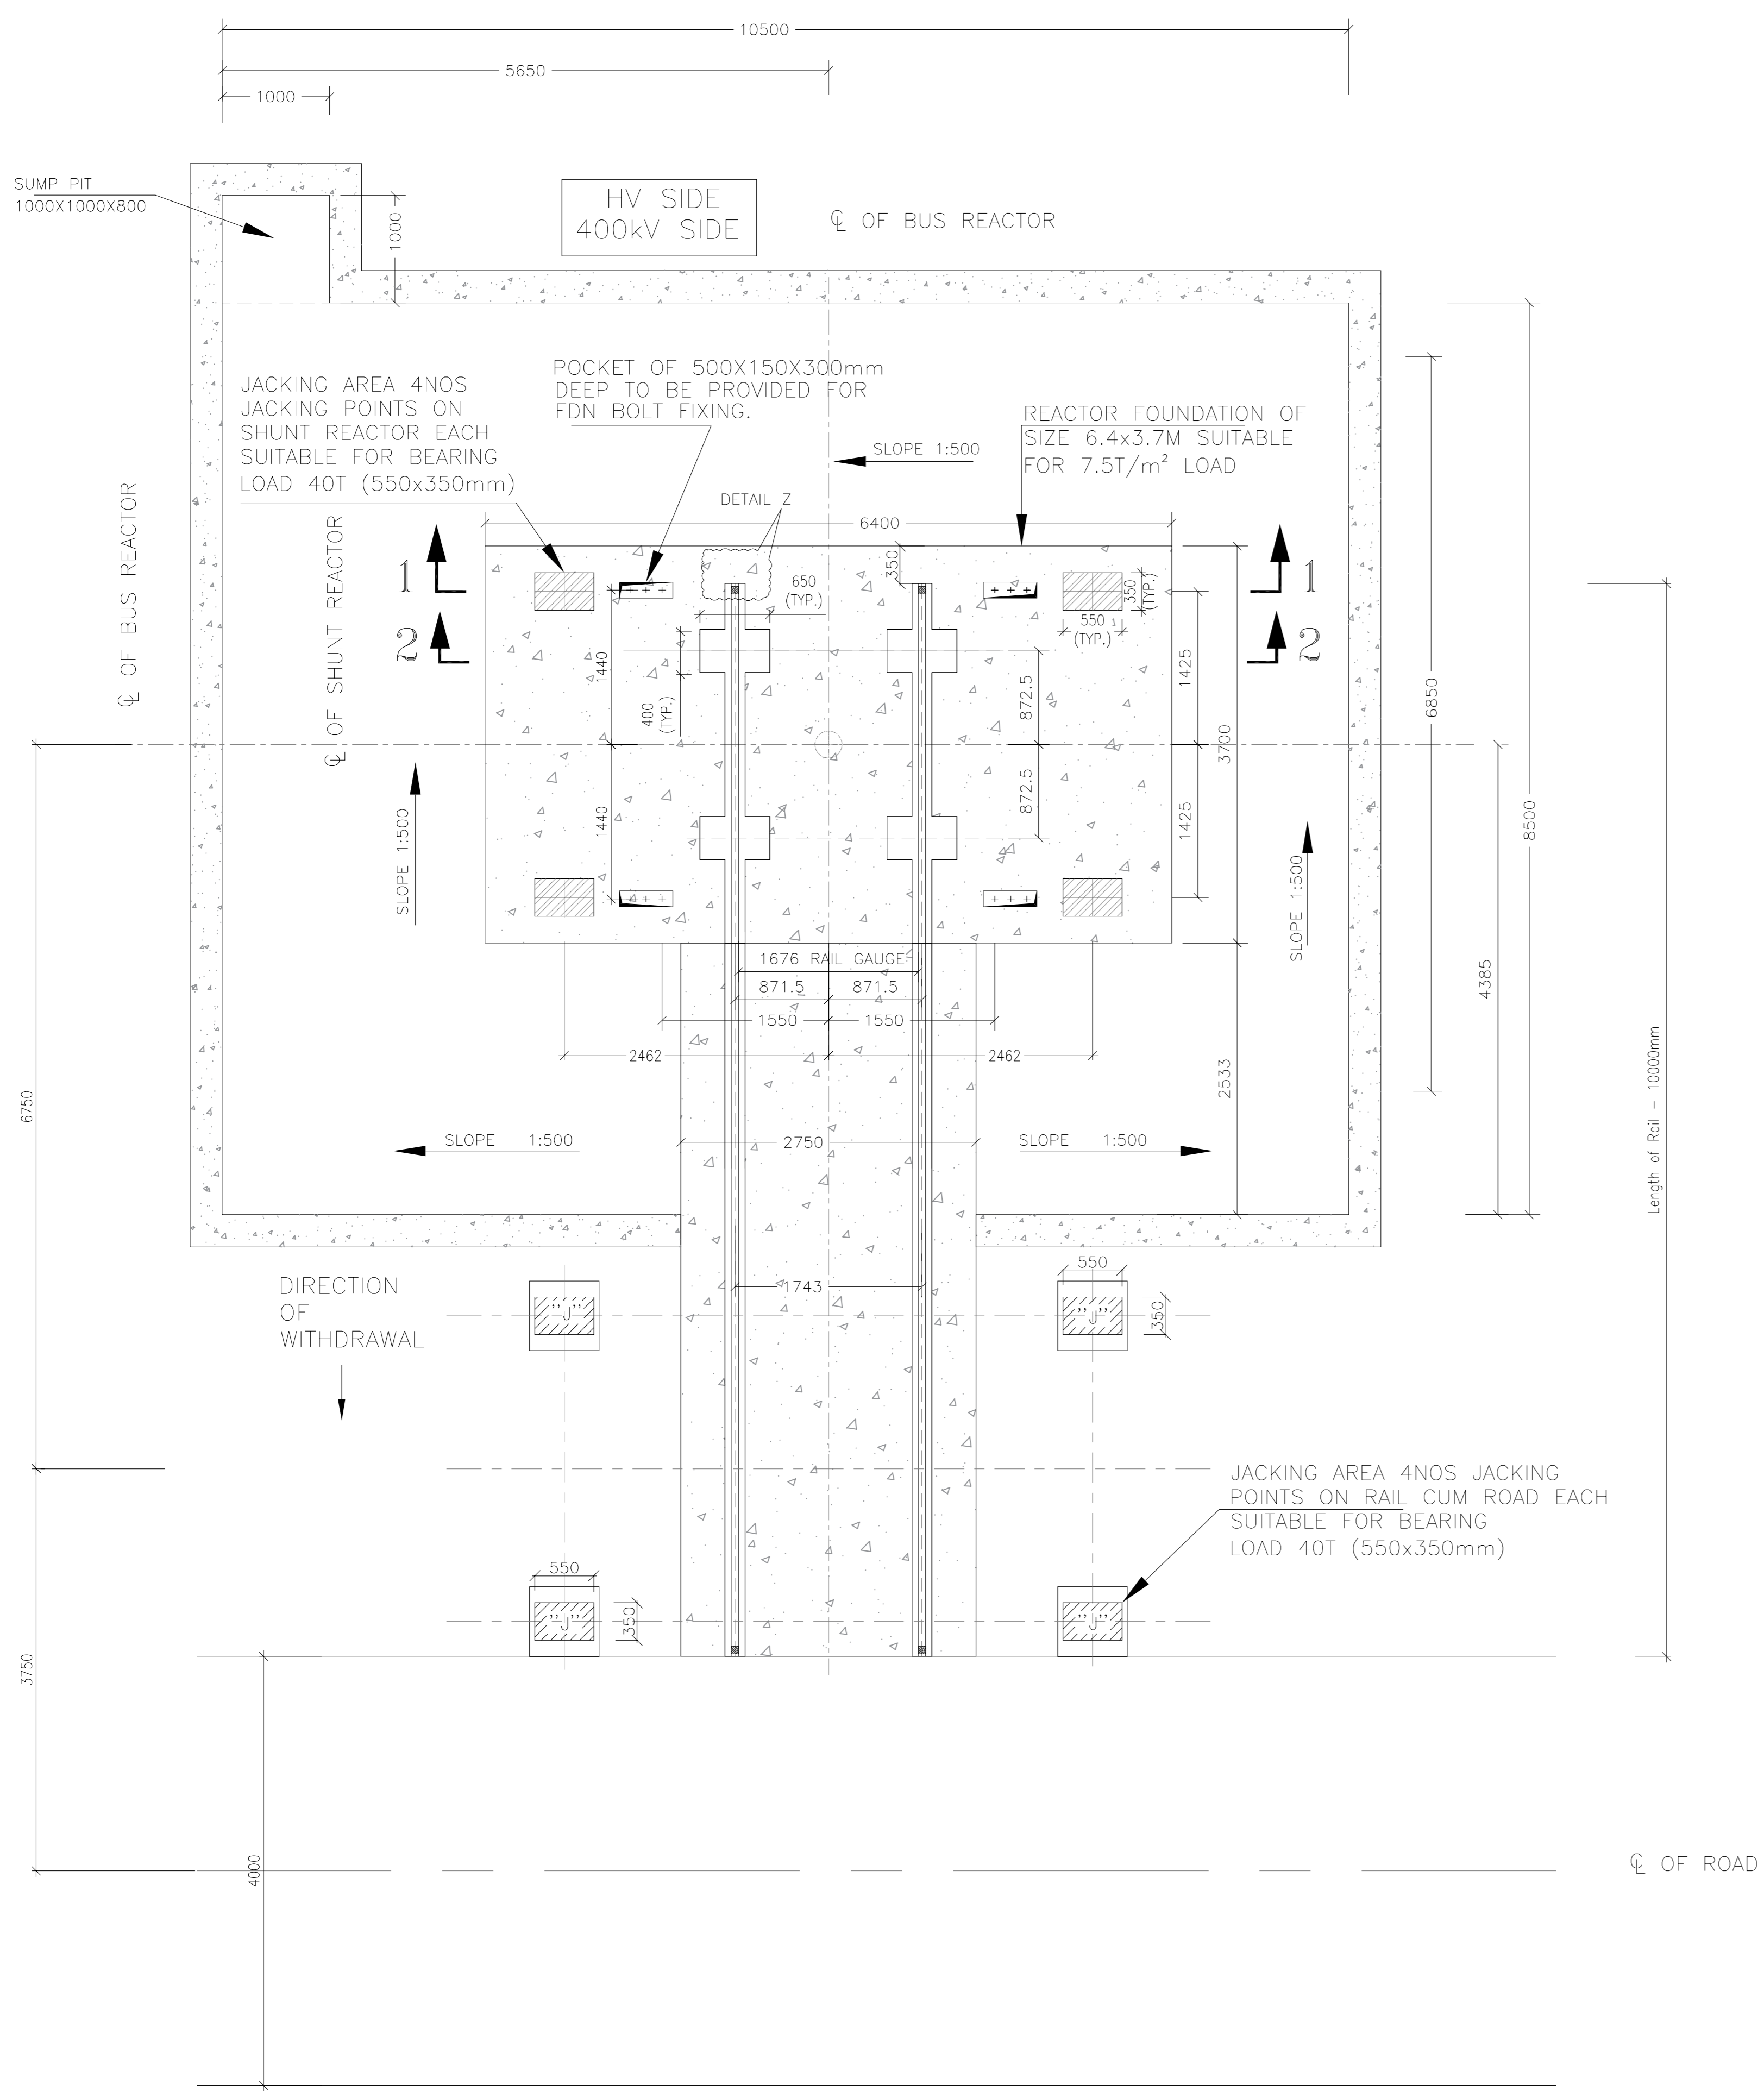 10500
5650
1000
SUMP PIT
1000X1000X800
HV SIDE
400kV SIDE
℄ OF BUS REACTOR
1000
JACKING AREA 4NOS
JACKING POINTS ON
SHUNT REACTOR EACH
SUITABLE FOR BEARING
LOAD 40T (550x350mm)
POCKET OF 500X150X300mm
DEEP TO BE PROVIDED FOR
FDN BOLT FIXING.
REACTOR FOUNDATION OF
SIZE 6.4x3.7M SUITABLE
FOR 7.5T/m² LOAD
SLOPE 1:500
DETAIL Z
6400
℄ OF BUS REACTOR
℄ OF SHUNT REACTOR
1
1
2
2
350
650
(TYP.)
350
(TYP.)
550
(TYP.)
1440
1440
400
(TYP.)
872.5
872.5
1425
1425
3700
6850
8500
4385
SLOPE 1:500
SLOPE 1:500
1676 RAIL GAUGE
871.5
871.5
1550
1550
2462
2462
2533
Length of Rail - 10000mm
6750
SLOPE 1:500
2750
SLOPE 1:500
DIRECTION
OF
WITHDRAWAL
1743
550
350
"J"
"J"
JACKING AREA 4NOS JACKING
POINTS ON RAIL CUM ROAD EACH
SUITABLE FOR BEARING
LOAD 40T (550x350mm)
550
350
"J"
"J"
3750
4000
℄ OF ROAD